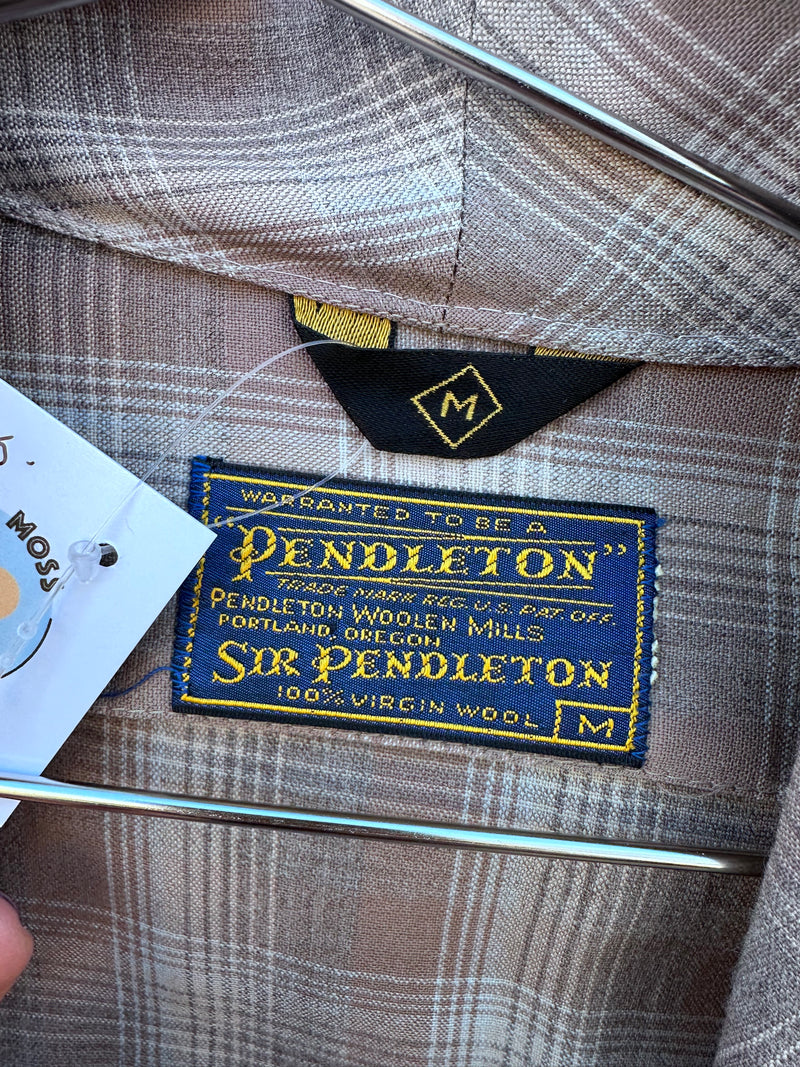 M
MOSS
WARRANTED TO BE A
"PENDLETON"
TRADE MARK REG. U.S. PAT. OFF.
PENDLETON WOOLEN MILLS
PORTLAND, OREGON
SIR PENDLETON
100% VIRGIN WOOL
M